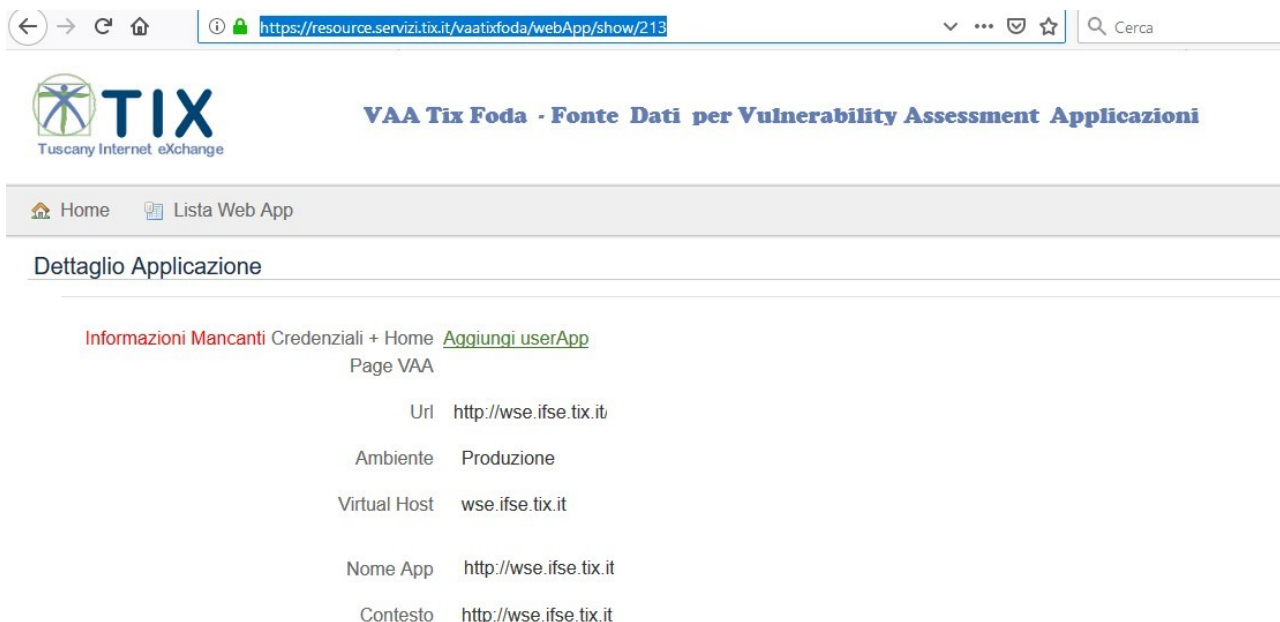 https://resource.servizi.tix.it/vaatixfoda/webApp/show/213
Cerca
TIX
Tuscany Internet eXchange
VAA Tix Foda - Fonte Dati per Vulnerability Assessment Applicazioni
Home Lista Web App
Dettaglio Applicazione
Informazioni Mancanti Credenziali + Home Aggiungi userApp
Page VAA
Url http://wse.ifse.tix.it/
Ambiente Produzione
Virtual Host wse.ifse.tix.it
Nome App http://wse.ifse.tix.it
Contesto http://wse.ifse.tix.it